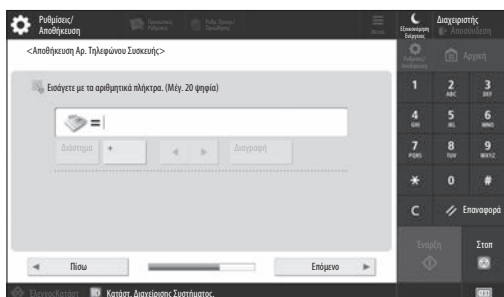 Ρυθμίσεις/
Αποθήκευση
Εξοικονόμηση
Ενέργειας
Διαχειριστής
Αποσύνδεση
<Αποθήκευση Αρ. Τηλεφώνου Συσκευής>
Ρυθμίσεις/
Αποθήκευση
Αρχική
Εισάγετε με τα αριθμητικά πλήκτρα. (Μέγ. 20 ψηφία)
=
Διάστημα + ◀ ▶ Διαγραφή
1 2 3
ABC DEF
4 5 6
GHI JKL MNO
7 8 9
PQRS TUV WXYZ
* 0 #
C Επαναφορά
Έναρξη Στοπ
◀ Πίσω Επόμενο ▶
ΕλεγχοςΚατάστ. Κατάστ. Διαχείρισης Συστήματος.